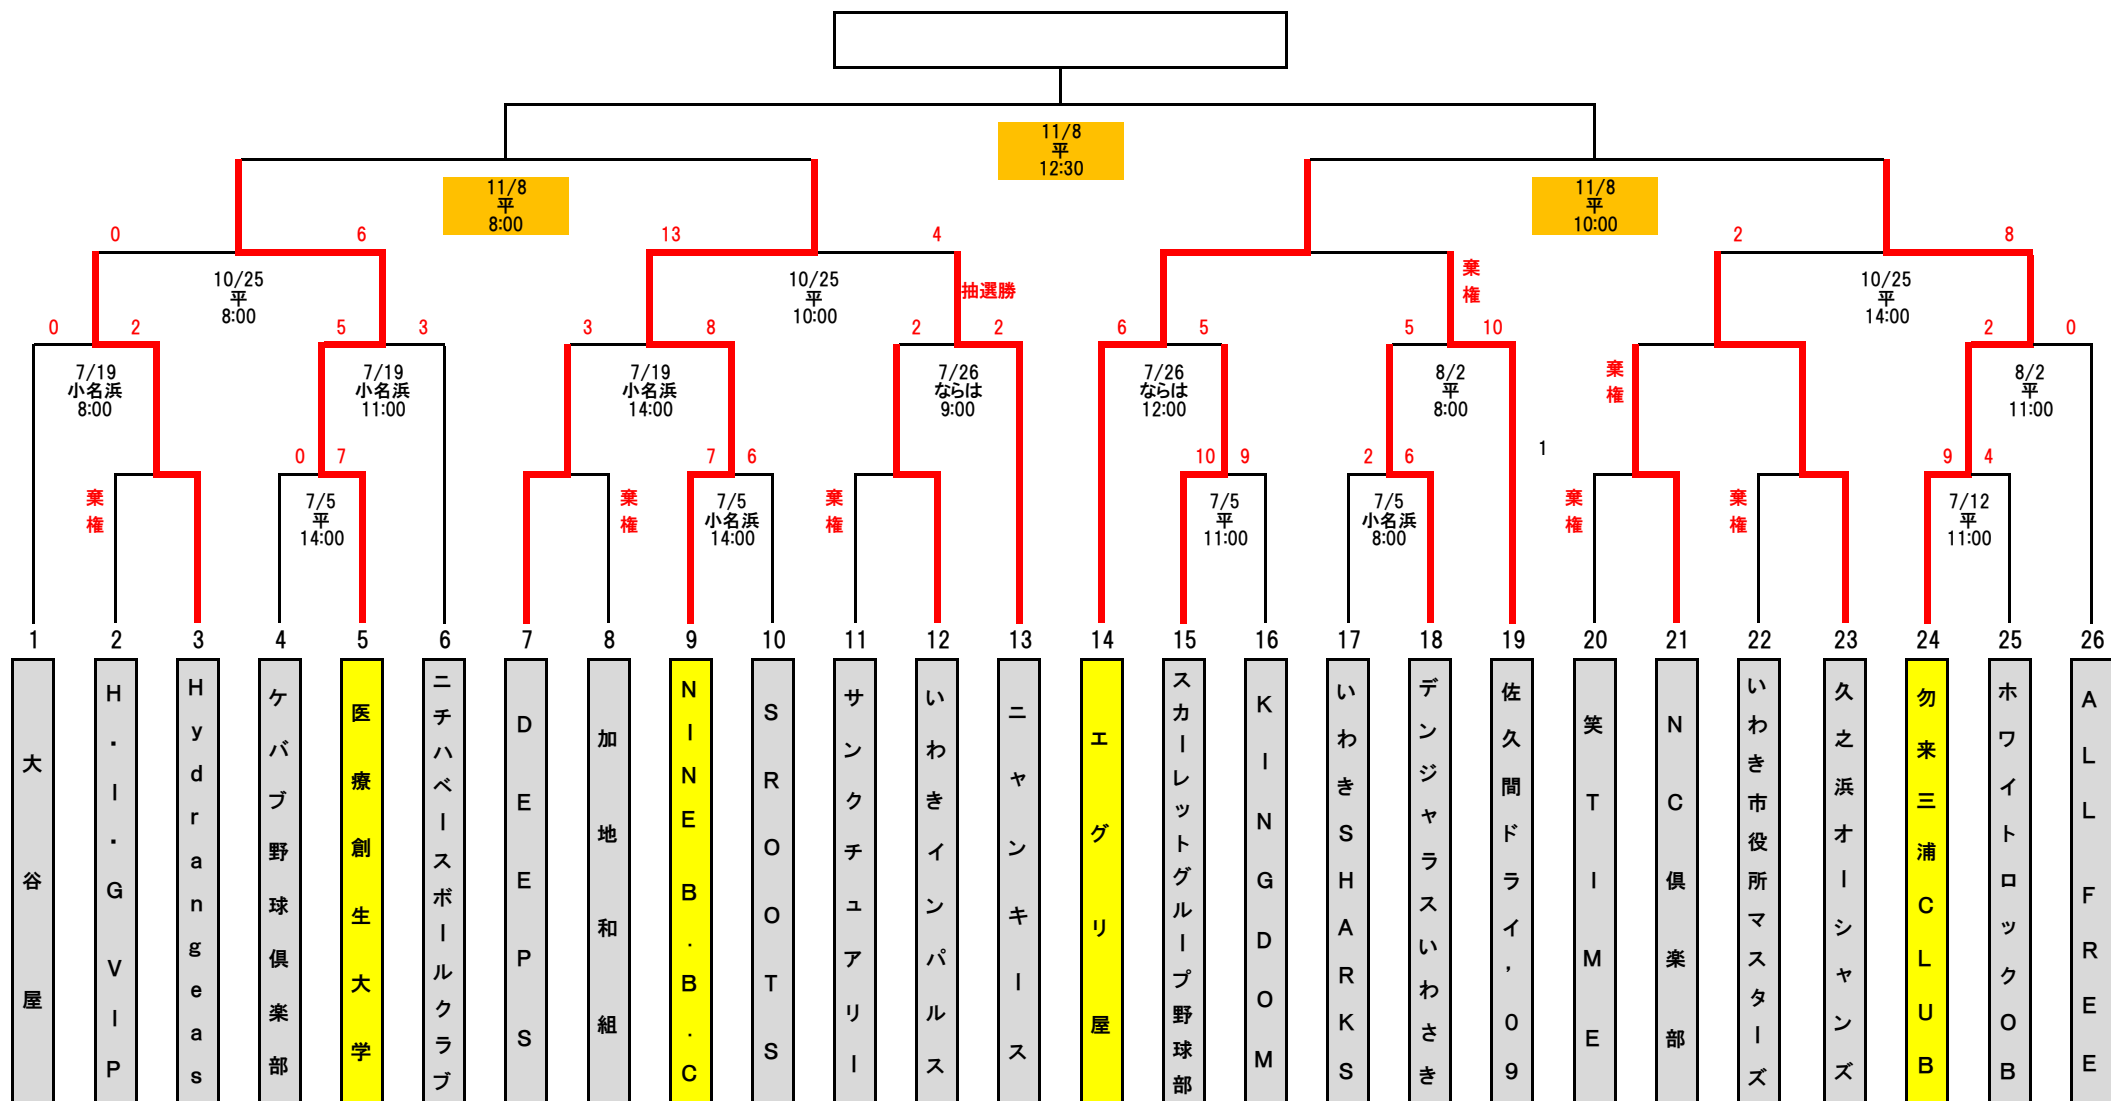 11/8
平
12:30
11/8
平
8:00
11/8
平
10:00
0
6
13
4
2
8
10/25
平
8:00
10/25
平
10:00
棄権
10/25
平
14:00
抽選勝
0
2
5
3
3
8
2
2
6
5
5
10
2
0
7/19
小名浜
8:00
7/19
小名浜
11:00
7/19
小名浜
14:00
7/26
ならは
9:00
7/26
ならは
12:00
8/2
平
8:00
棄権
8/2
平
11:00
0
7
7
6
10
9
2
6
1
9
4
棄権
7/5
平
14:00
棄権
7/5
小名浜
14:00
棄権
7/5
平
11:00
7/5
小名浜
8:00
棄権
棄権
7/12
平
11:00
1
2
3
4
5
6
7
8
9
10
11
12
13
14
15
16
17
18
19
20
21
22
23
24
25
26
大谷屋
H・I・G VIP
Hydrangeas
ケバブ野球倶楽部
医療創生大学
ニチハベースボールクラブ
DEEPS
加地和組
NINE B.B.C
SROOTS
サンクチュアリー
いわきインパルス
ニャンキース
エグリ屋
スカーレットグループ野球部
KINGDOM
いわきSHARKS
デンジャラスいわさき
佐久間ドライ,09
笑TIME
NC倶楽部
いわき市役所マスターズ
久之浜オーシャンズ
勿来三浦CLUB
ホワイトロックOB
ALL FREE